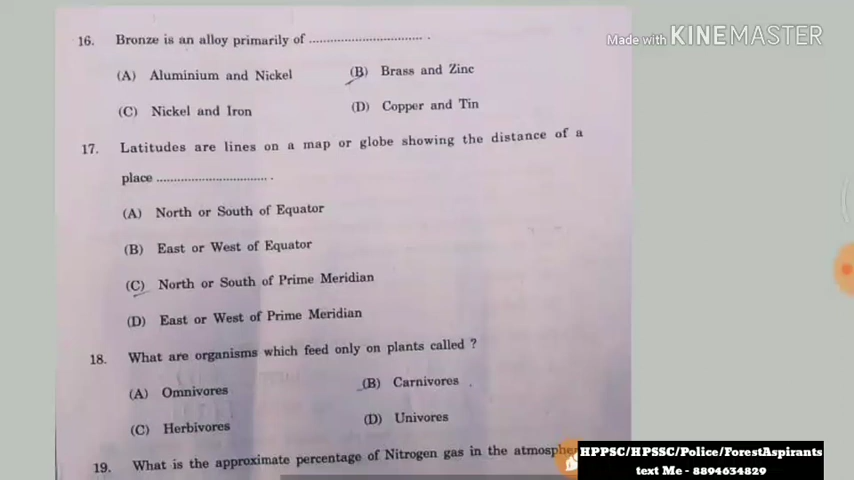 Made with KINEMASTER
16. Bronze is an alloy primarily of ............................... .
(A) Aluminium and Nickel (B) Brass and Zinc
(C) Nickel and Iron (D) Copper and Tin
17. Latitudes are lines on a map or globe showing the distance of a
place ............................... .
(A) North or South of Equator
(B) East or West of Equator
(C) North or South of Prime Meridian
(D) East or West of Prime Meridian
18. What are organisms which feed only on plants called ?
(A) Omnivores (B) Carnivores
(C) Herbivores (D) Univores
19. What is the approximate percentage of Nitrogen gas in the
HPPSC/HPSSC/Police/ForestAspirants
text Me - 8894634829